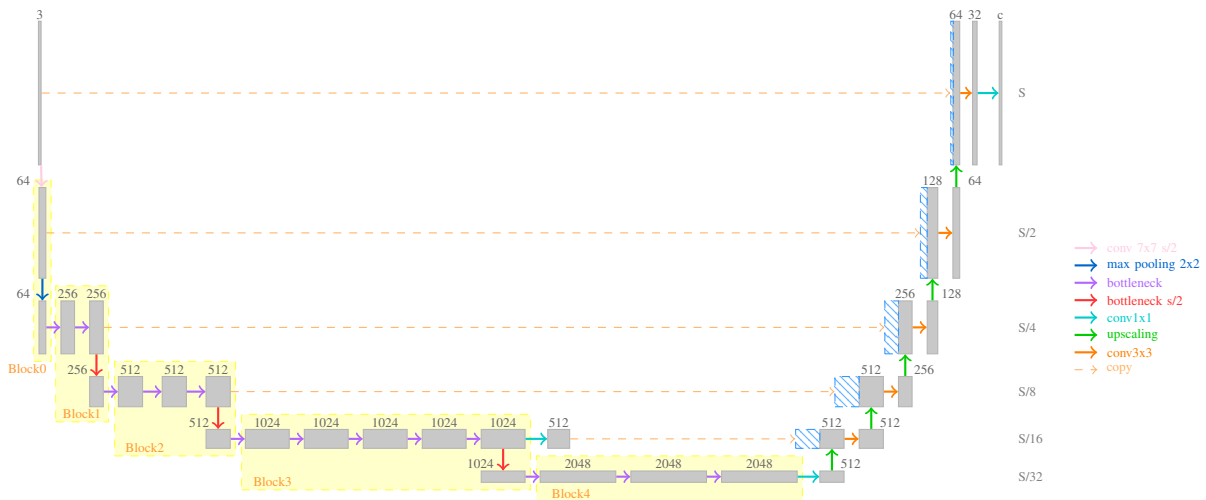 3
64 32 c
S
64
128 64
S/2
conv 7x7 s/2
max pooling 2x2
bottleneck
bottleneck s/2
conv1x1
upscaling
conv3x3
copy
64 256 256
256 128
S/4
Block0
256 512 512 512
512 256
S/8
Block1
512 1024 1024 1024 1024 1024 512
512 512
S/16
Block2
1024 2048 2048 2048
512
S/32
Block3
Block4